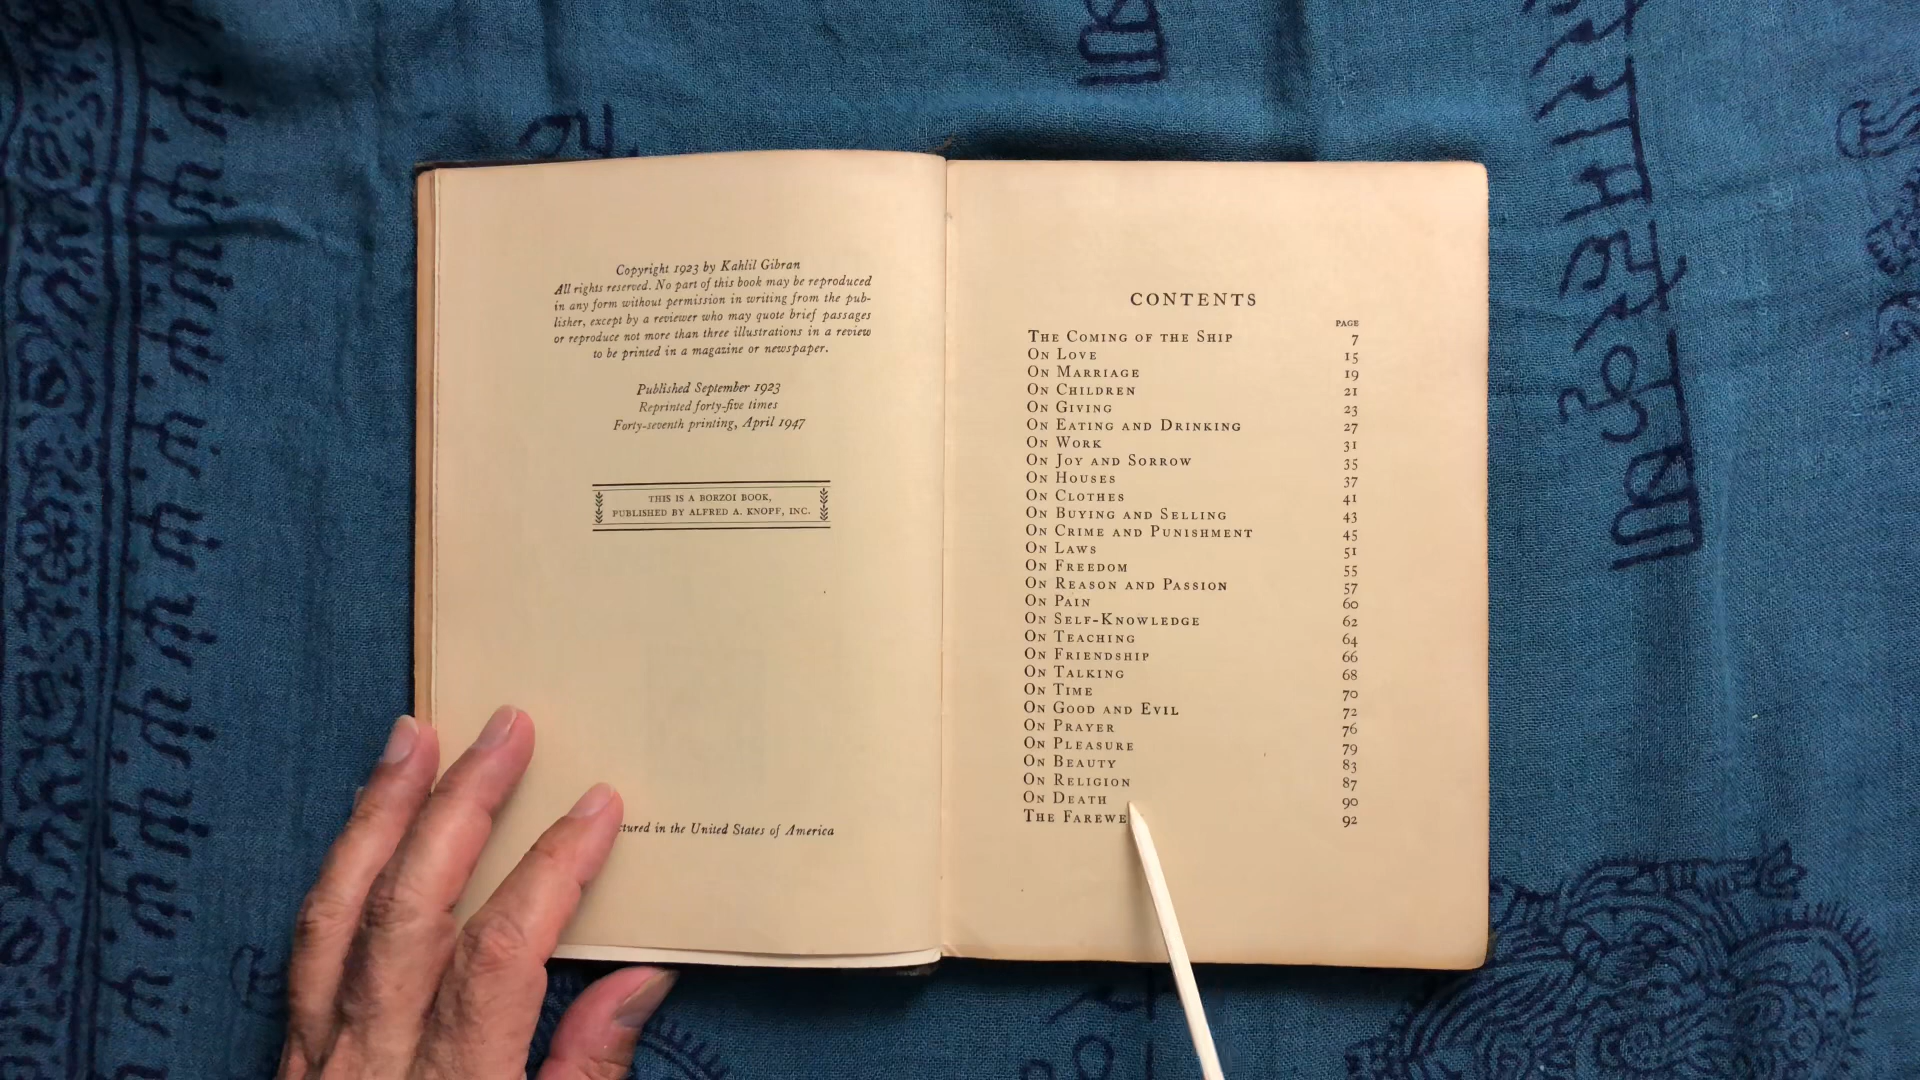 Copyright 1923 by Kahlil Gibran
All rights reserved. No part of this book may be reproduced
in any form without permission in writing from the pub-
lisher, except by a reviewer who may quote brief passages
or reproduce not more than three illustrations in a review
to be printed in a magazine or newspaper.
Published September 1923
Reprinted forty-five times
Forty-seventh printing, April 1947
THIS IS A BORZOI BOOK,
PUBLISHED BY ALFRED A. KNOPF, INC.
ctured in the United States of America
CONTENTS
PAGE
The Coming of the Ship 7
On Love 15
On Marriage 19
On Children 21
On Giving 23
On Eating and Drinking 27
On Work 31
On Joy and Sorrow 35
On Houses 37
On Clothes 41
On Buying and Selling 43
On Crime and Punishment 45
On Laws 51
On Freedom 55
On Reason and Passion 57
On Pain 60
On Self-Knowledge 62
On Teaching 64
On Friendship 66
On Talking 68
On Time 70
On Good and Evil 72
On Prayer 76
On Pleasure 79
On Beauty 83
On Religion 87
On Death 90
The Farewe 92